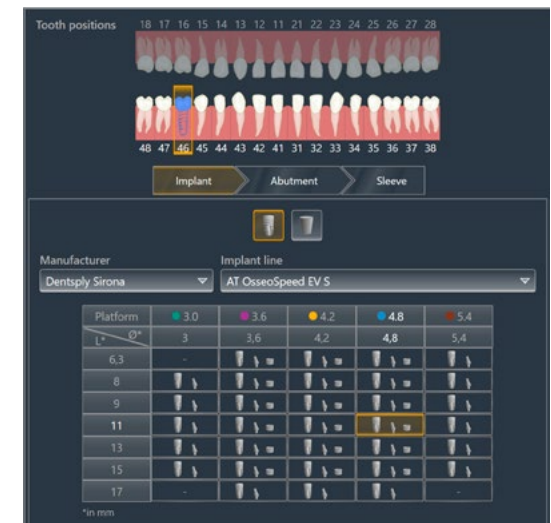 Tooth positions 18 17 16 15 14 13 12 11 21 22 23 24 25 26 27 28
48 47 46 45 44 43 42 41 31 32 33 34 35 36 37 38
Implant Abutment Sleeve
Manufacturer Implant line
Dentsply Sirona AT OsseoSpeed EV S
Platform 3.0 3.6 4.2 4.8 5.4
L* Ø* 3 3,6 4,2 4,8 5,4
6,3 - 
8
9
11
13
15
17 - -
*in mm